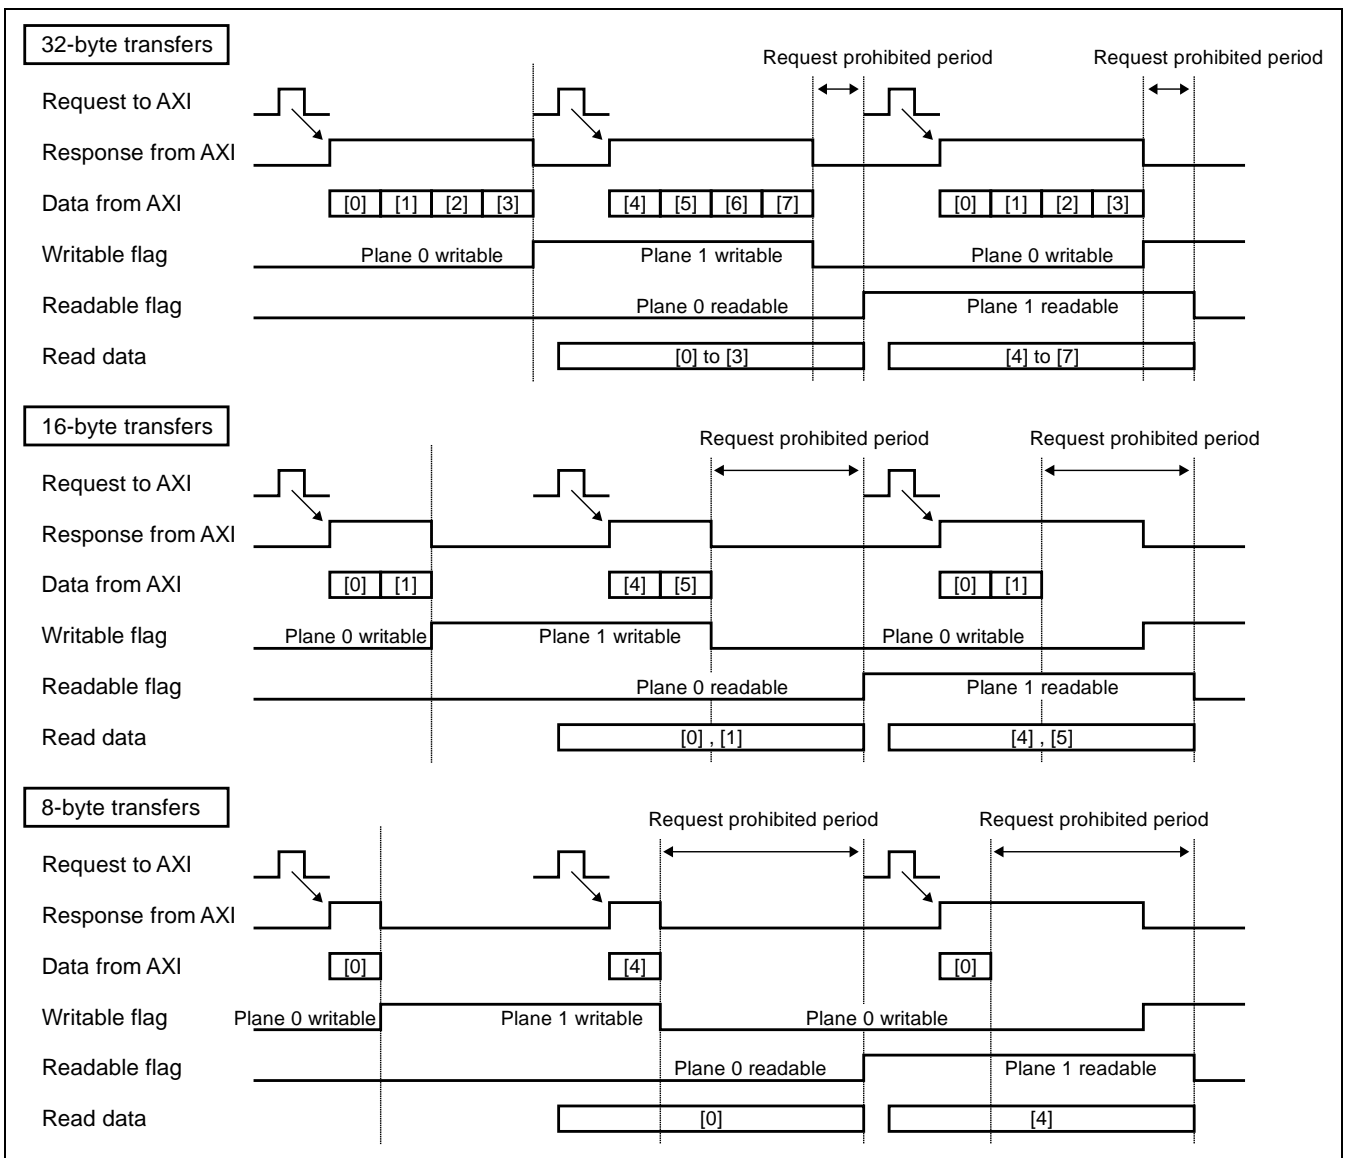 32-byte transfers
Request prohibited period Request prohibited period
Request to AXI
Response from AXI
Data from AXI [0] [1] [2] [3] [4] [5] [6] [7] [0] [1] [2] [3]
Writable flag Plane 0 writable Plane 1 writable Plane 0 writable
Readable flag Plane 0 readable Plane 1 readable
Read data [0] to [3] [4] to [7]
16-byte transfers
Request prohibited period Request prohibited period
Request to AXI
Response from AXI
Data from AXI [0] [1] [4] [5] [0] [1]
Writable flag Plane 0 writable Plane 1 writable Plane 0 writable
Readable flag Plane 0 readable Plane 1 readable
Read data [0] , [1] [4] , [5]
8-byte transfers
Request prohibited period Request prohibited period
Request to AXI
Response from AXI
Data from AXI [0] [4] [0]
Writable flag Plane 0 writable Plane 1 writable Plane 0 writable
Readable flag Plane 0 readable Plane 1 readable
Read data [0] [4]